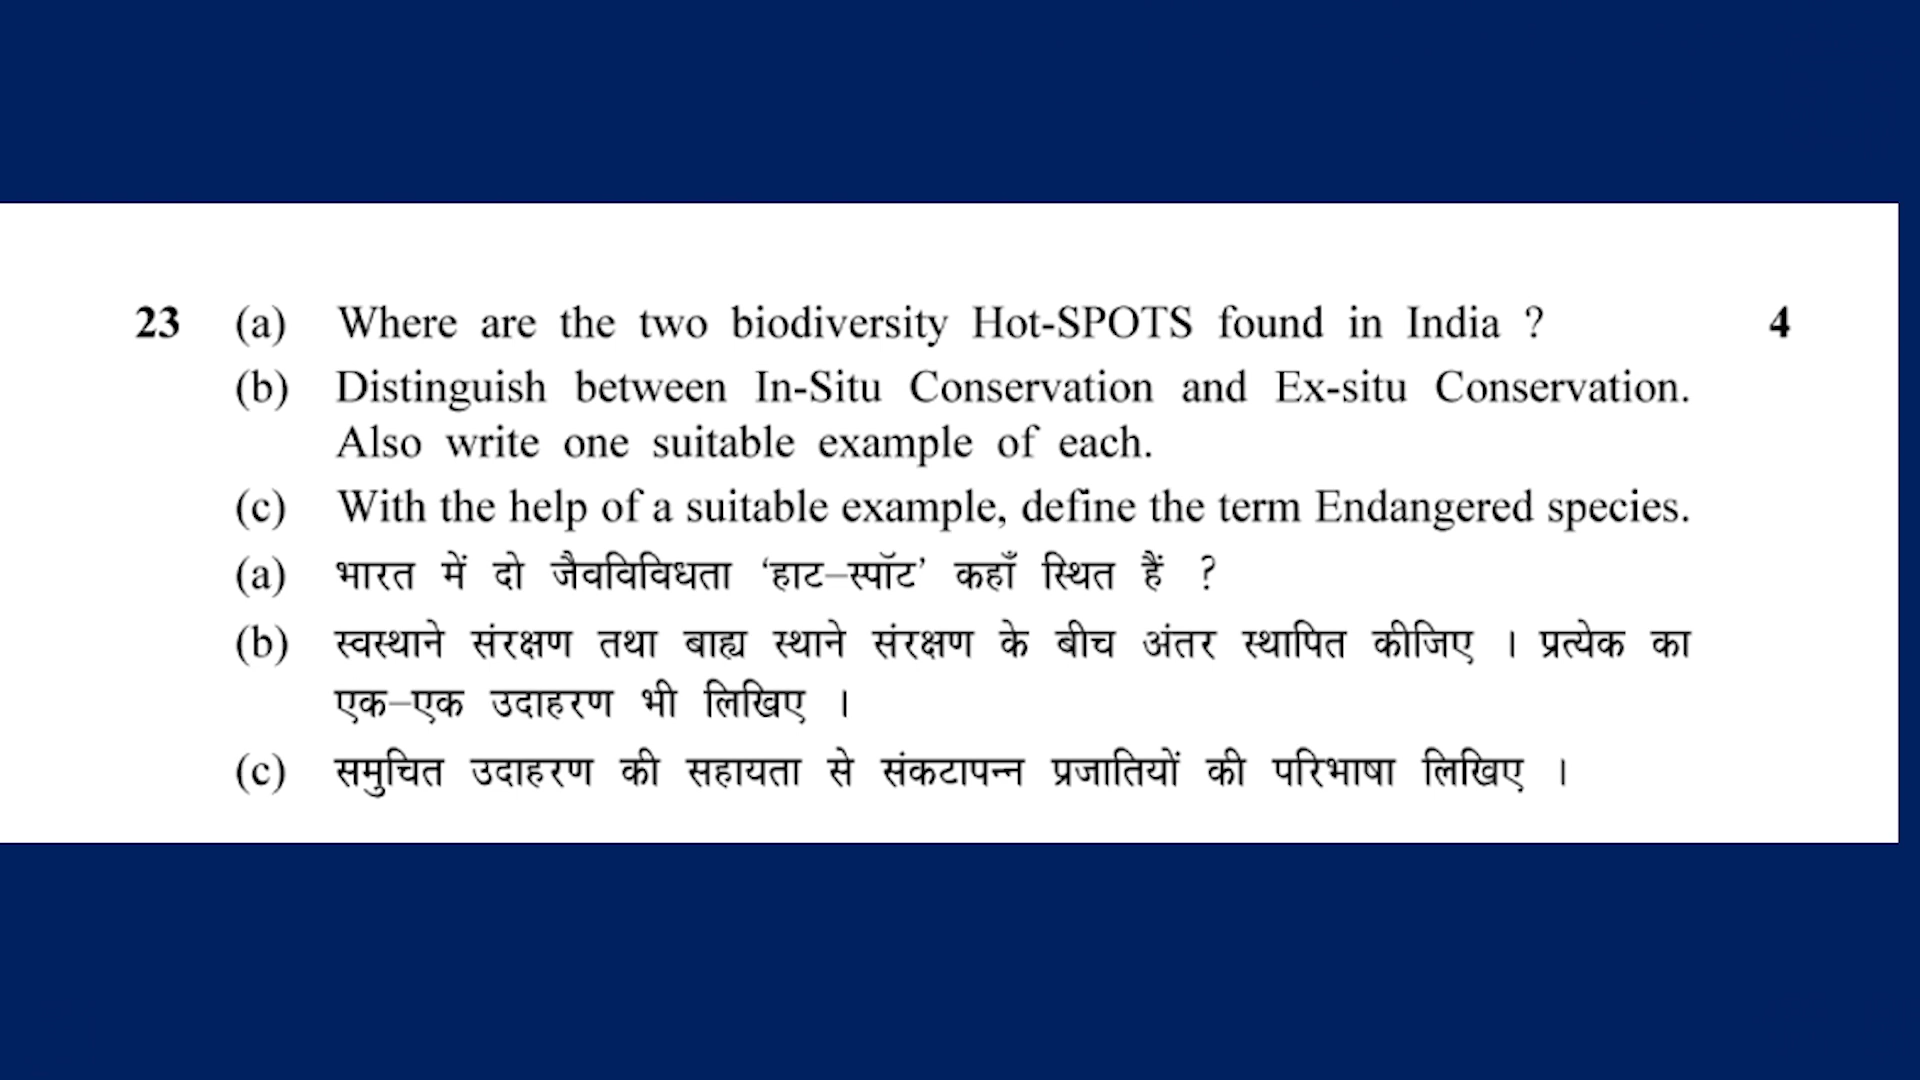 23 (a) Where are the two biodiversity Hot-SPOTS found in India ? 4
(b) Distinguish between In-Situ Conservation and Ex-situ Conservation.
Also write one suitable example of each.
(c) With the help of a suitable example, define the term Endangered species.
(a) भारत में दो जैवविविधता ‘हाट–स्पॉट’ कहाँ स्थित हैं ?
(b) स्वस्थाने संरक्षण तथा बाह्य स्थाने संरक्षण के बीच अंतर स्थापित कीजिए । प्रत्येक का
एक–एक उदाहरण भी लिखिए ।
(c) समुचित उदाहरण की सहायता से संकटापन्न प्रजातियों की परिभाषा लिखिए ।